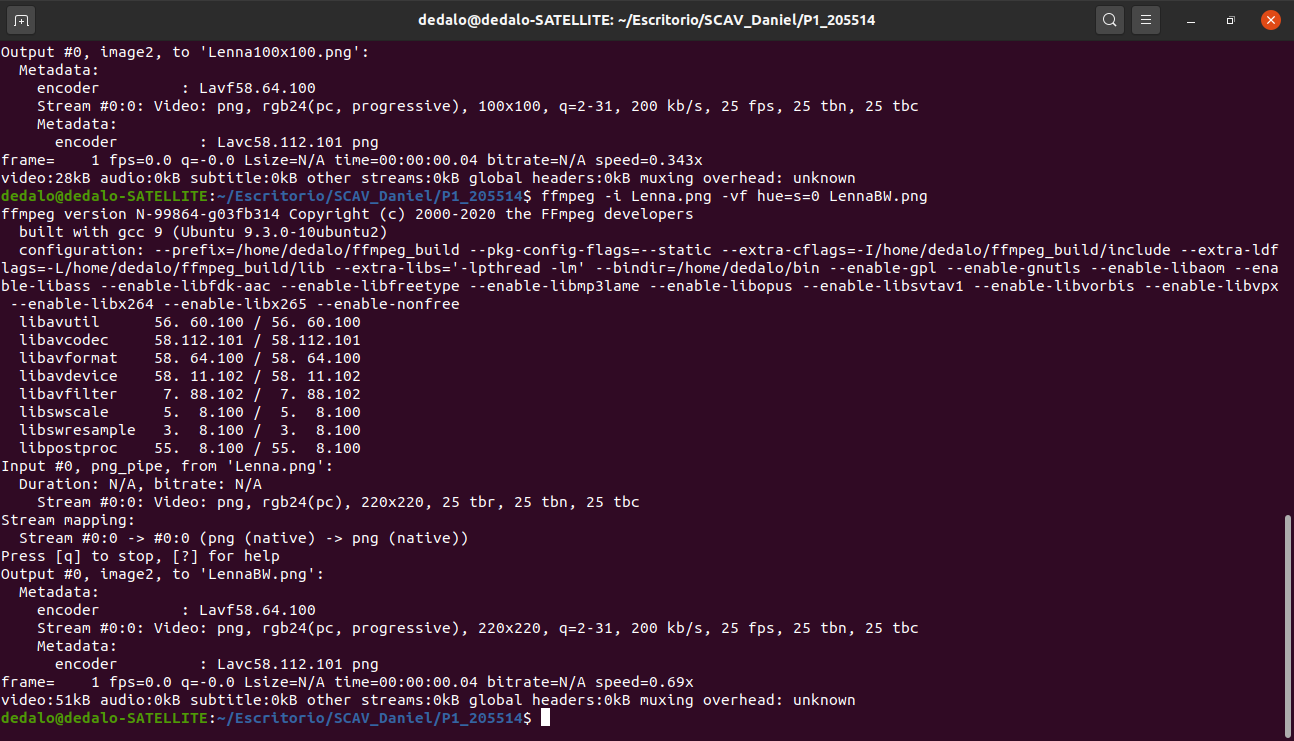 dedalo@dedalo-SATELLITE: ~/Escritorio/SCAV_Daniel/P1_205514
Output #0, image2, to 'Lenna100x100.png':
  Metadata:
    encoder         : Lavf58.64.100
    Stream #0:0: Video: png, rgb24(pc, progressive), 100x100, q=2-31, 200 kb/s, 25 fps, 25 tbn, 25 tbc
    Metadata:
      encoder         : Lavc58.112.101 png
frame=    1 fps=0.0 q=-0.0 Lsize=N/A time=00:00:00.04 bitrate=N/A speed=0.343x
video:28kB audio:0kB subtitle:0kB other streams:0kB global headers:0kB muxing overhead: unknown
dedalo@dedalo-SATELLITE:~/Escritorio/SCAV_Daniel/P1_205514$ ffmpeg -i Lenna.png -vf hue=s=0 LennaBW.png
ffmpeg version N-99864-g03fb314 Copyright (c) 2000-2020 the FFmpeg developers
  built with gcc 9 (Ubuntu 9.3.0-10ubuntu2)
  configuration: --prefix=/home/dedalo/ffmpeg_build --pkg-config-flags=--static --extra-cflags=-I/home/dedalo/ffmpeg_build/include --extra-ldf
lags=-L/home/dedalo/ffmpeg_build/lib --extra-libs='-lpthread -lm' --bindir=/home/dedalo/bin --enable-gpl --enable-gnutls --enable-libaom --ena
ble-libass --enable-libfdk-aac --enable-libfreetype --enable-libmp3lame --enable-libopus --enable-libsvtav1 --enable-libvorbis --enable-libvpx
 --enable-libx264 --enable-libx265 --enable-nonfree
  libavutil      56. 60.100 / 56. 60.100
  libavcodec     58.112.101 / 58.112.101
  libavformat    58. 64.100 / 58. 64.100
  libavdevice    58. 11.102 / 58. 11.102
  libavfilter     7. 88.102 /  7. 88.102
  libswscale      5.  8.100 /  5.  8.100
  libswresample   3.  8.100 /  3.  8.100
  libpostproc    55.  8.100 / 55.  8.100
Input #0, png_pipe, from 'Lenna.png':
  Duration: N/A, bitrate: N/A
    Stream #0:0: Video: png, rgb24(pc), 220x220, 25 tbr, 25 tbn, 25 tbc
Stream mapping:
  Stream #0:0 -> #0:0 (png (native) -> png (native))
Press [q] to stop, [?] for help
Output #0, image2, to 'LennaBW.png':
  Metadata:
    encoder         : Lavf58.64.100
    Stream #0:0: Video: png, rgb24(pc, progressive), 220x220, q=2-31, 200 kb/s, 25 fps, 25 tbn, 25 tbc
    Metadata:
      encoder         : Lavc58.112.101 png
frame=    1 fps=0.0 q=-0.0 Lsize=N/A time=00:00:00.04 bitrate=N/A speed=0.69x
video:51kB audio:0kB subtitle:0kB other streams:0kB global headers:0kB muxing overhead: unknown
dedalo@dedalo-SATELLITE:~/Escritorio/SCAV_Daniel/P1_205514$